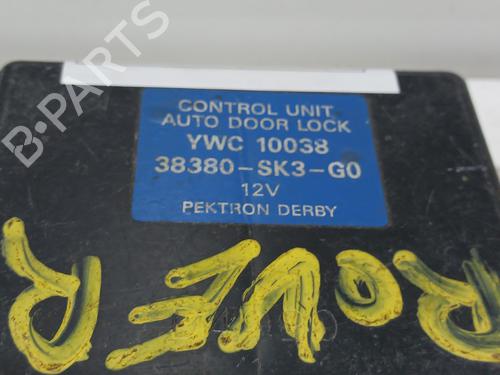 CONTROL UNIT
AUTO DOOR LOCK
YWC 10038
38380-SK3-G0
12V
PEKTRON DERBY
ROVER
B-PARTS